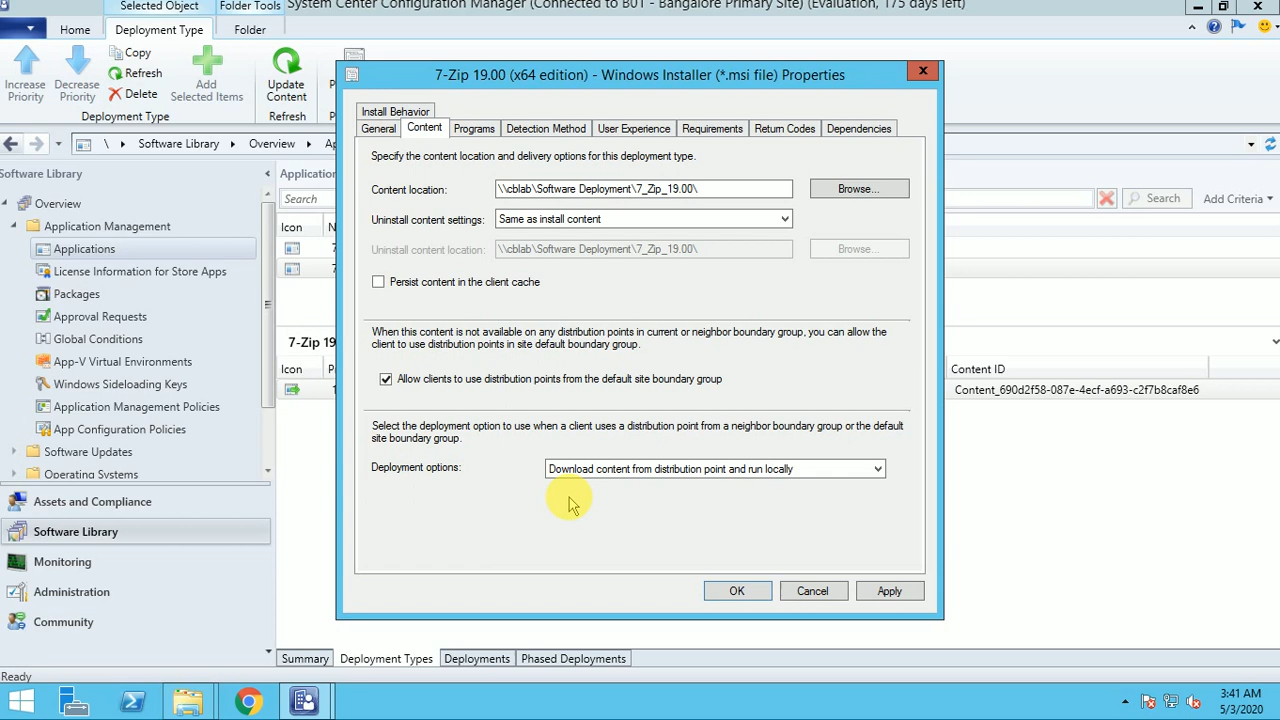 Selected Object
Folder Tools
System Center Configuration Manager (Connected to BU1 - Bangalore Primary Site) (Evaluation, 175 days left)
Home
Deployment Type
Folder
Increase Priority
Decrease Priority
Copy
Refresh
Delete
Add Selected Items
Update Content
Deployment Type
Refresh
\
Software Library
Overview
Software Library
Overview
Application Management
Applications
License Information for Store Apps
Packages
Approval Requests
Global Conditions
App-V Virtual Environments
Windows Sideloading Keys
Application Management Policies
App Configuration Policies
Software Updates
Operating Systems
Assets and Compliance
Software Library
Monitoring
Administration
Community
Ready
Search
Icon
7-Zip 19
Icon
Search
Add Criteria
Content ID
Content_690d2f58-087e-4ecf-a693-c2f7b8caf8e6
7-Zip 19.00 (x64 edition) - Windows Installer (*.msi file) Properties
Install Behavior
General
Content
Programs
Detection Method
User Experience
Requirements
Return Codes
Dependencies
Specify the content location and delivery options for this deployment type.
Content location:
\\cblab\Software Deployment\7_Zip_19.00\
Browse...
Uninstall content settings:
Same as install content
Uninstall content location:
\\cblab\Software Deployment\7_Zip_19.00\
Browse...
Persist content in the client cache
When this content is not available on any distribution points in current or neighbor boundary group, you can allow the
client to use distribution points in site default boundary group.
Allow clients to use distribution points from the default site boundary group
Select the deployment option to use when a client uses a distribution point from a neighbor boundary group or the default
site boundary group.
Deployment options:
Download content from distribution point and run locally
OK
Cancel
Apply
Summary
Deployment Types
Deployments
Phased Deployments
3:41 AM
5/3/2020